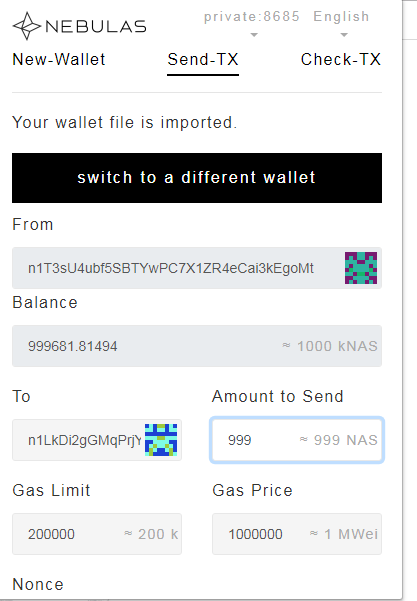 NEBULAS
private:8685 English
New-Wallet Send-TX Check-TX
Your wallet file is imported.
switch to a different wallet
From
n1T3sU4ubf5SBTYwPC7X1ZR4eCai3kEgoMt
Balance
999681.81494 ≈ 1000 kNAS
To Amount to Send
n1LkDi2gGMqPrjY 999 ≈ 999 NAS
Gas Limit Gas Price
200000 ≈ 200 k 1000000 ≈ 1 MWei
Nonce